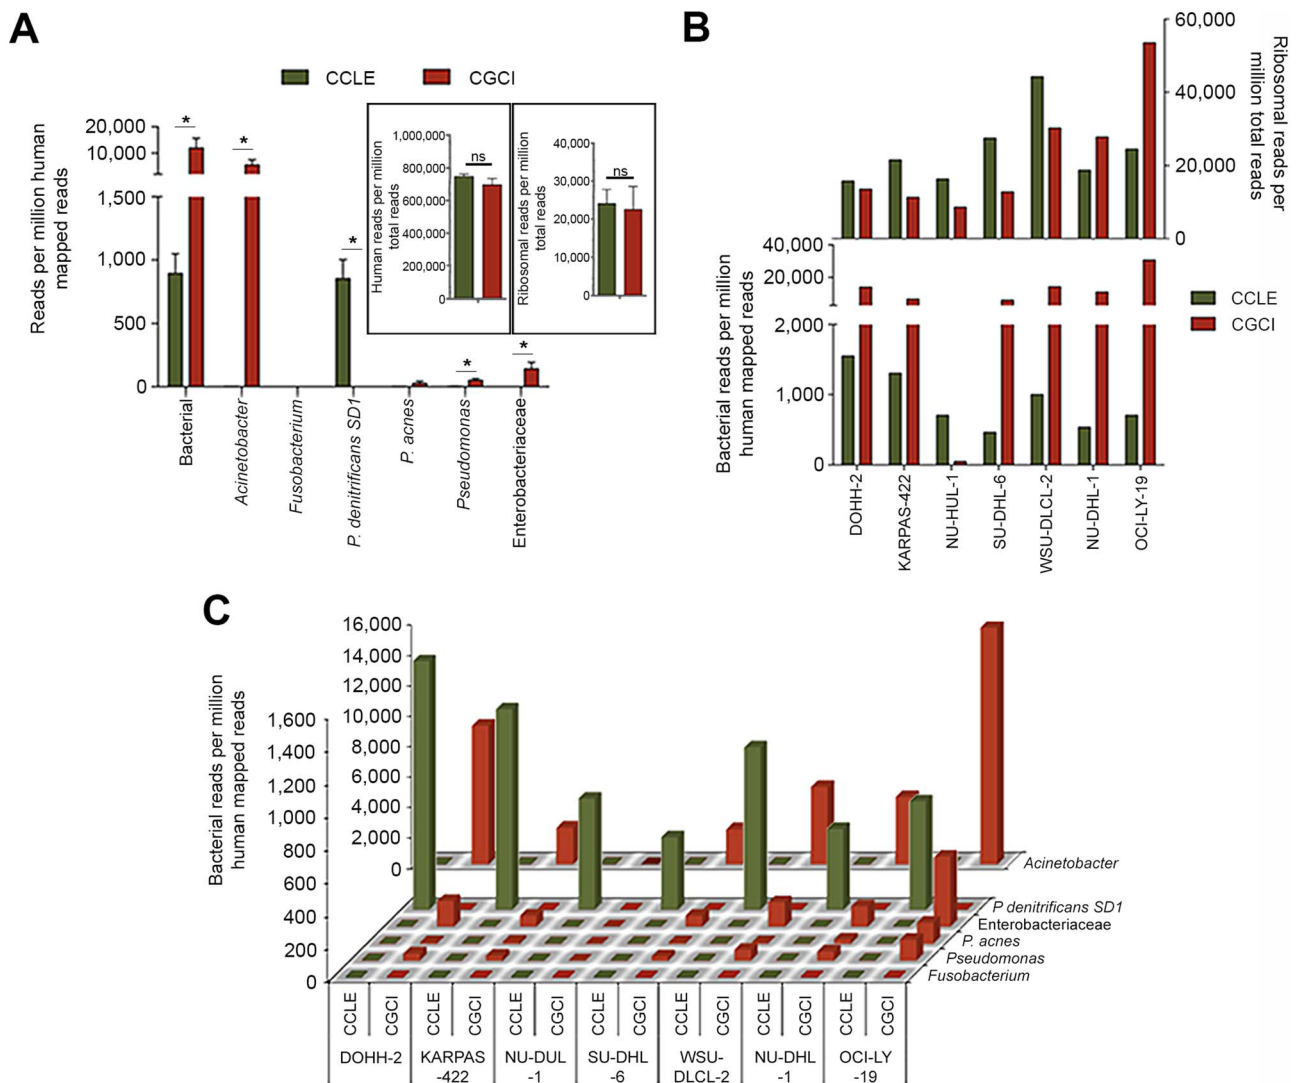 A
CCLE
CGCI
Reads per million human
mapped reads
20,000
10,000
1,500
1,000
500
0
*
*
*
*
*
Human reads per million
total reads
1,000,000
800,000
600,000
400,000
200,000
0
ns
Ribosomal reads per million
total reads
40,000
30,000
20,000
10,000
0
ns
Bacterial
Acinetobacter
Fusobacterium
P. denitrificans SD1
P. acnes
Pseudomonas
Enterobacteriaceae
B
60,000
40,000
20,000
0
Ribosomal reads per
million total reads
Bacterial reads per million
human mapped reads
40,000
20,000
2,000
1,000
0
CCLE
CGCI
DOHH-2
KARPAS-422
NU-HUL-1
SU-DHL-6
WSU-DLCL-2
NU-DHL-1
OCI-LY-19
C
Bacterial reads per million
human mapped reads
16,000
14,000
12,000
10,000
8,000
6,000
4,000
2,000
0
1,600
1,400
1,200
1,000
800
600
400
200
0
Acinetobacter
P denitrificans SD1
Enterobacteriaceae
P. acnes
Pseudomonas
Fusobacterium
CCLE CGCI CCLE CGCI CCLE CGCI CCLE CGCI CCLE CGCI CCLE CGCI CCLE CGCI
DOHH-2 KARPAS NU-DUL SU-DHL WSU- NU-DHL OCI-LY
-422 -1 -6 DLCL-2 -1 -19